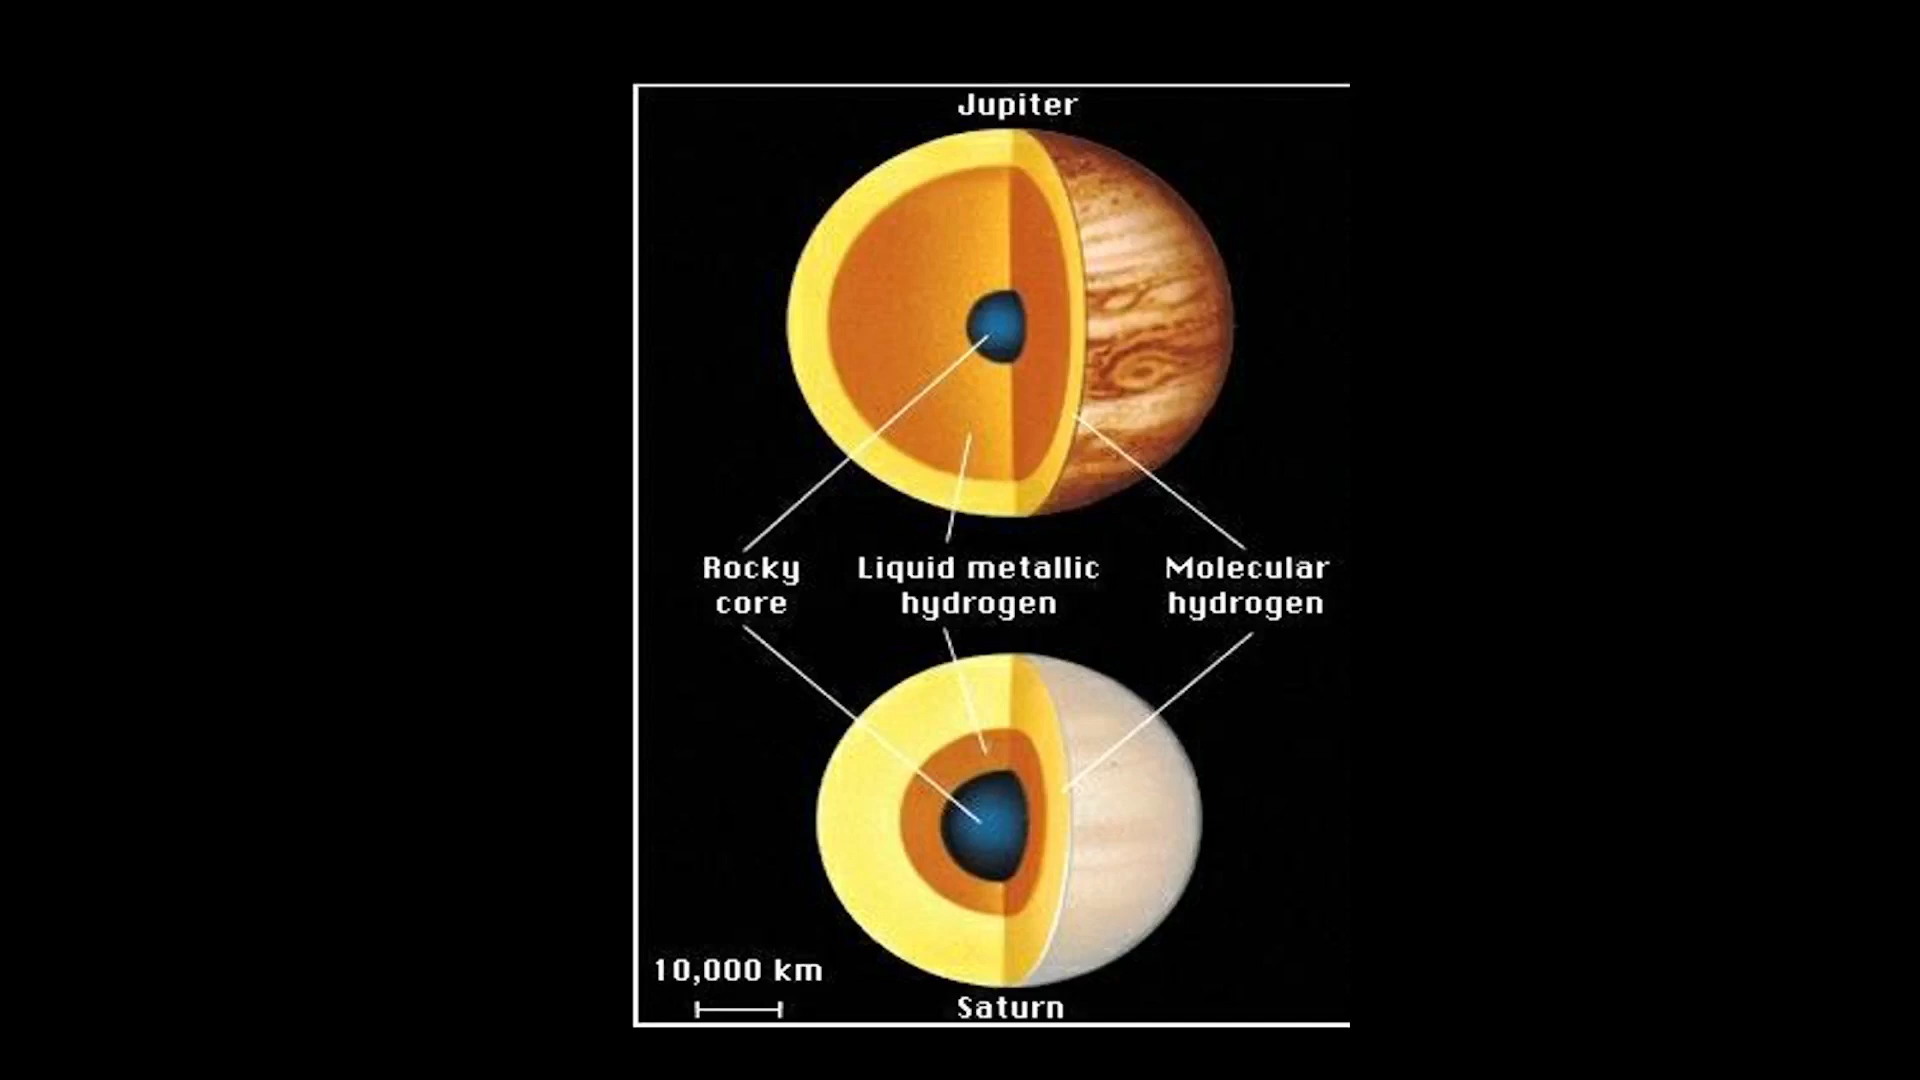 Jupiter
Rocky
core
Liquid metallic
hydrogen
Molecular
hydrogen
10,000 km
Saturn